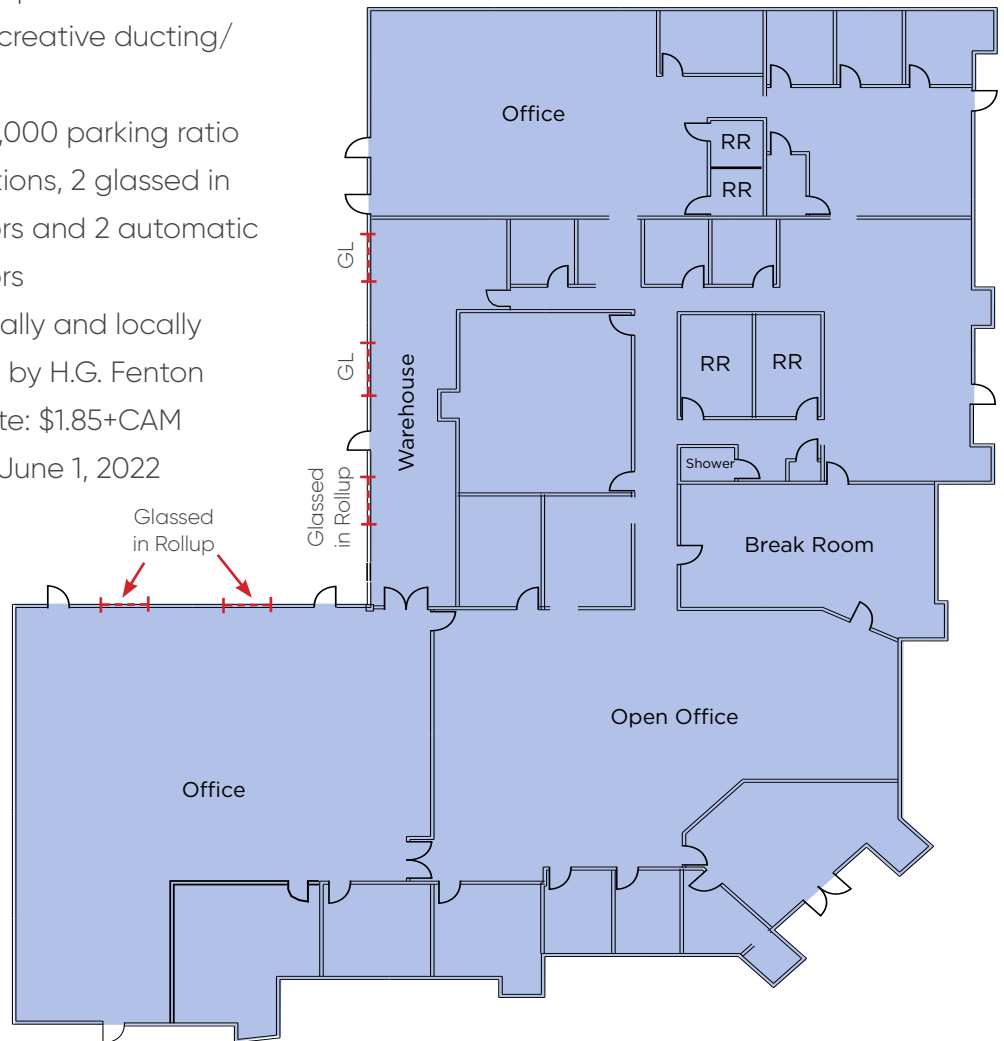 creative ducting/
,000 parking ratio
tions, 2 glassed in
ors and 2 automatic
ors
ally and locally
by H.G. Fenton
te: $1.85+CAM
June 1, 2022
Glassed
in Rollup
Glassed
in Rollup
GL
GL
Warehouse
Office
RR
RR
RR
RR
Shower
Break Room
Open Office
Office